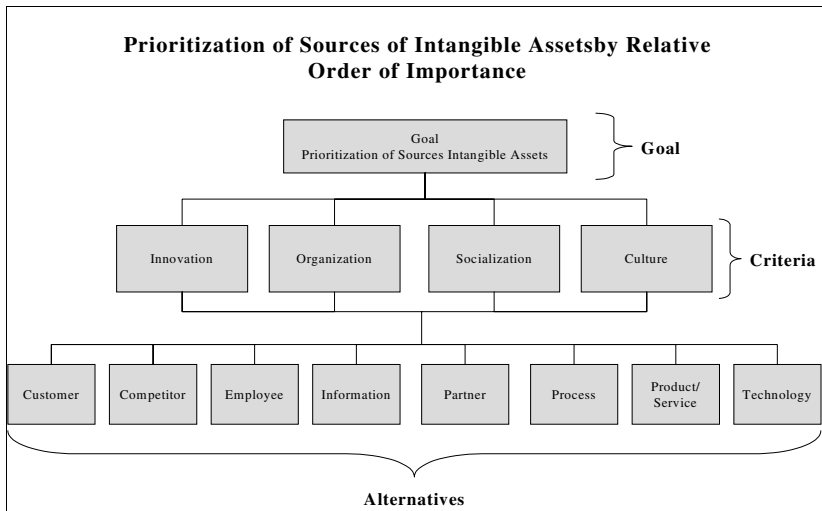 Prioritization of Sources of Intangible Assetsby Relative
Order of Importance
Goal
Prioritization of Sources Intangible Assets
Goal
Innovation
Organization
Socialization
Culture
Criteria
Customer
Competitor
Employee
Information
Partner
Process
Product/
Service
Technology
Alternatives